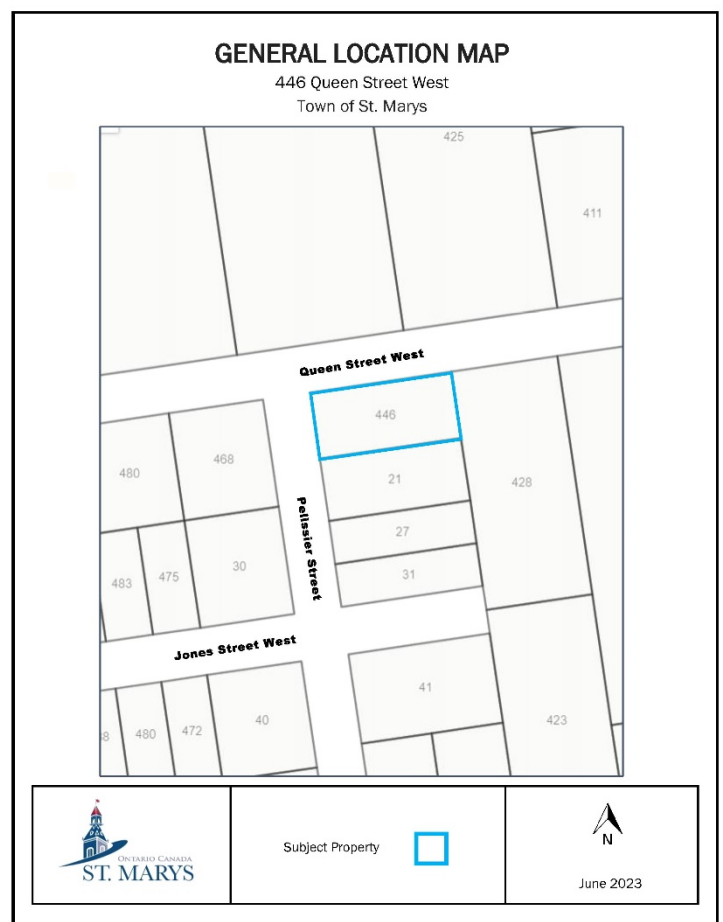 GENERAL LOCATION MAP
446 Queen Street West
Town of St. Marys
425
411
Queen Street West
446
468
480
21
428
Pelissier Street
27
30
475
483
31
Jones Street West
41
40
423
472
480
ONTARIO CANADA
ST. MARYS
Subject Property
N
June 2023